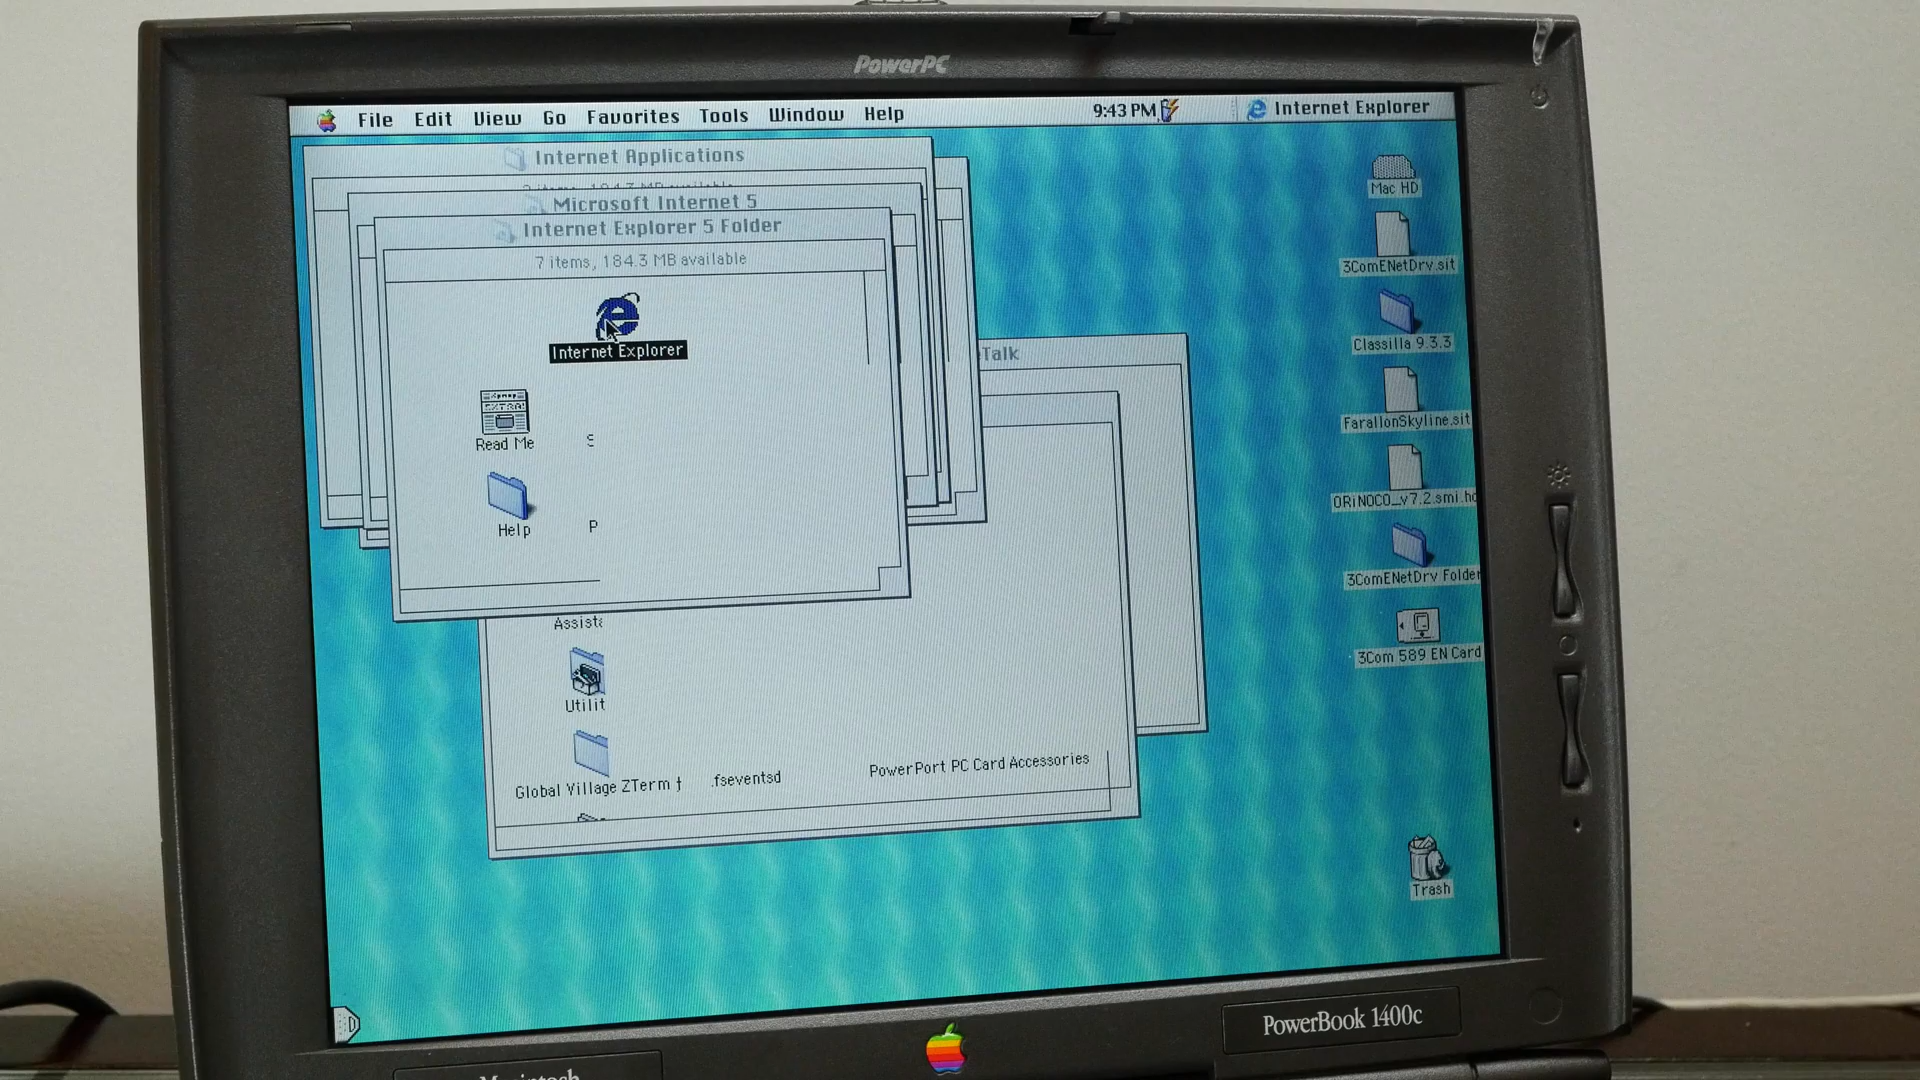 PowerPC
File Edit View Go Favorites Tools Window Help 9:43 PM Internet Explorer
Internet Applications
Microsoft Internet 5
Internet Explorer 5 Folder
7 items, 184.3 MB available
Internet Explorer
Read Me
S
Help
P
Talk
Assist
Utilit
Global Village ZTerm f
.fseventsd
PowerPort PC Card Accessories
Mac HD
3ComENetDrv.sit
Classilla 9.3.3
FarallonSkyline.sit
ORiNOCO_v7.2.smi.hq
3ComENetDrv Folder
3Com 589 EN Card
Trash
PowerBook 1400c
Macintosh